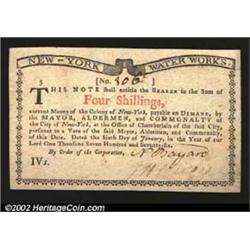 NEW-YORK WATER WORKS
[No. 806]
THIS NOTE shall entitle the BEARER to the Sum of
Four Shillings,
current Money of the Colony of New-York, payable on DEMAND, by
the MAYOR, ALDERMEN, and COMMONALTY of the
City of New-York, at the Office of Chamberlain of the said City,
pursuant to a Vote of the said Mayor, Aldermen, and Commonalty, of
this Date. Dated the Sixth Day of January, in the Year of our
Lord One Thousand Seven Hundred and Seventy-six.
By Order of the Corporation,
N Bayard
IVs.
©2002 HeritageCoin.com